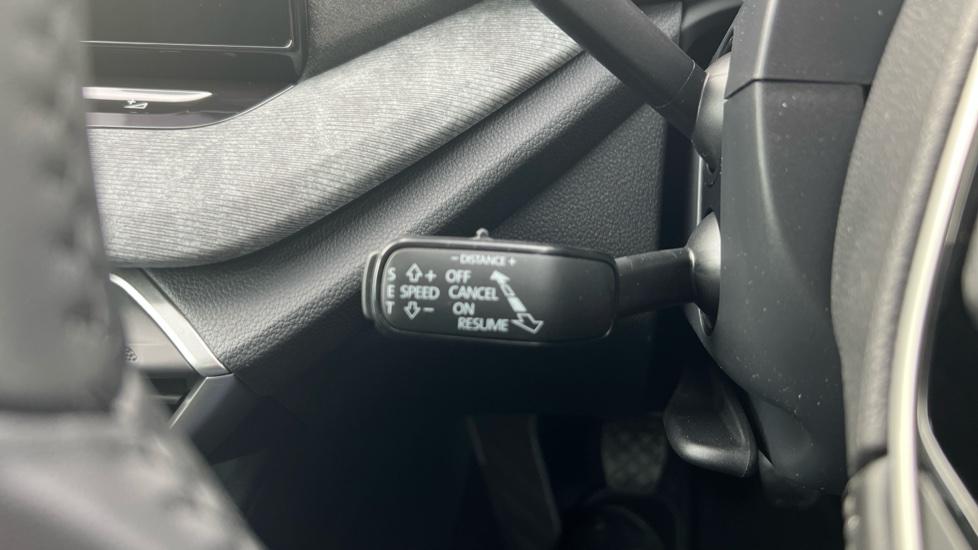 − DISTANCE +
S + OFF
E SPEED CANCEL
T − ON
RESUME